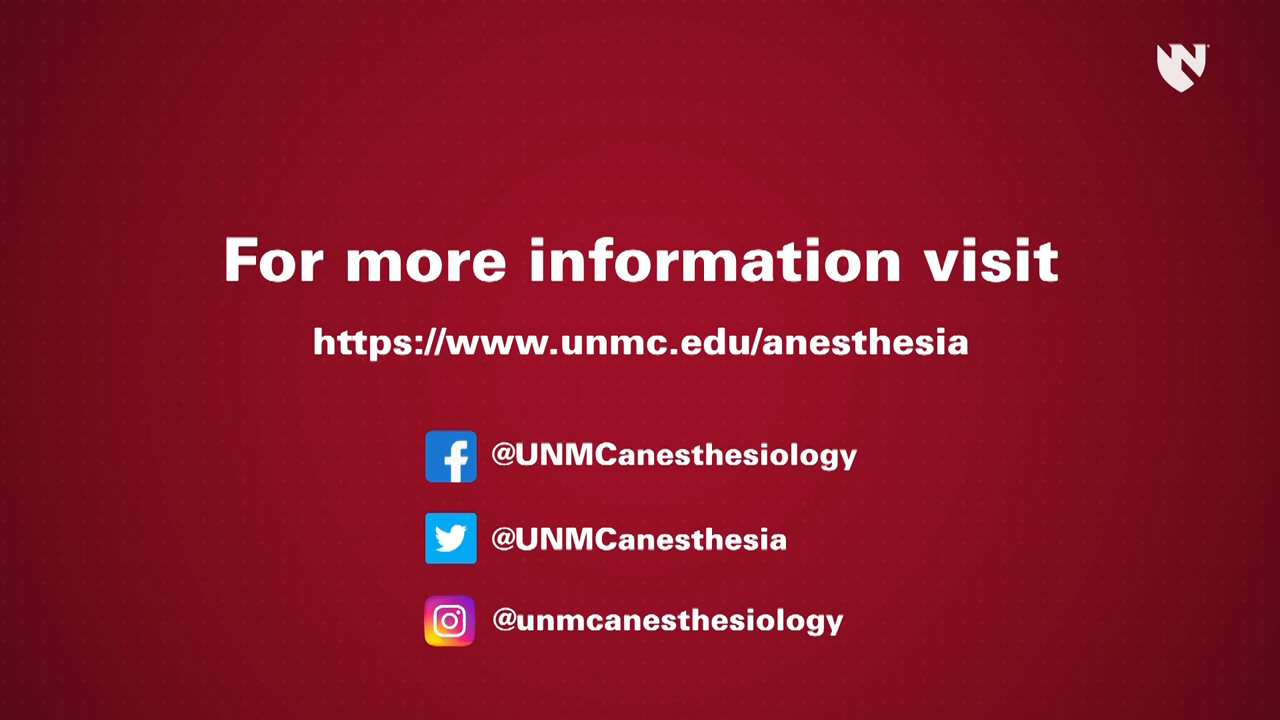 For more information visit
https://www.unmc.edu/anesthesia
@UNMCanesthesiology
@UNMCanesthesia
@unmcanesthesiology